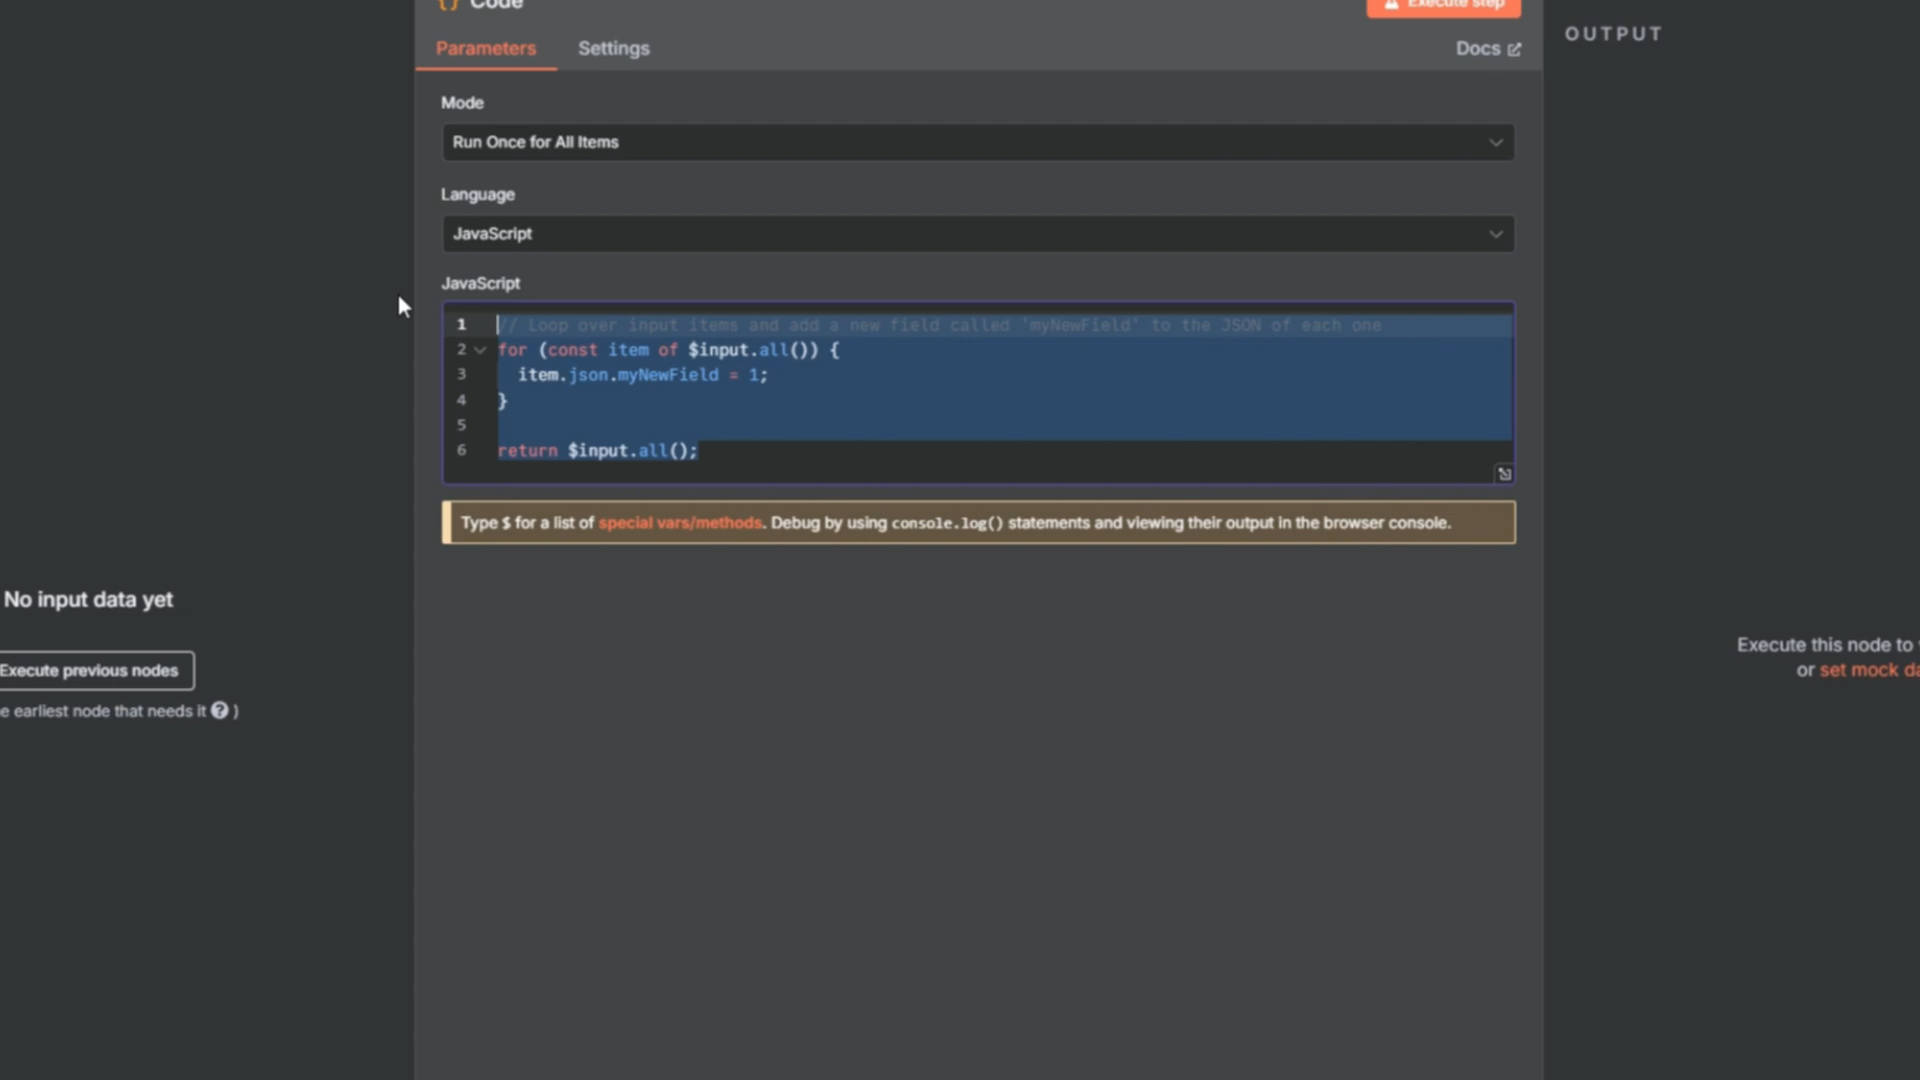 {} Code
Execute step
OUTPUT
Parameters
Settings
Docs
Mode
Run Once for All Items
Language
JavaScript
JavaScript
1 // Loop over input items and add a new field called 'myNewField' to the JSON of each one
2 for (const item of $input.all()) {
3 item.json.myNewField = 1;
4 }
5
6 return $input.all();
Type $ for a list of special vars/methods. Debug by using console.log() statements and viewing their output in the browser console.
No input data yet
Execute previous nodes
e earliest node that needs it ? )
Execute this node to
or set mock da